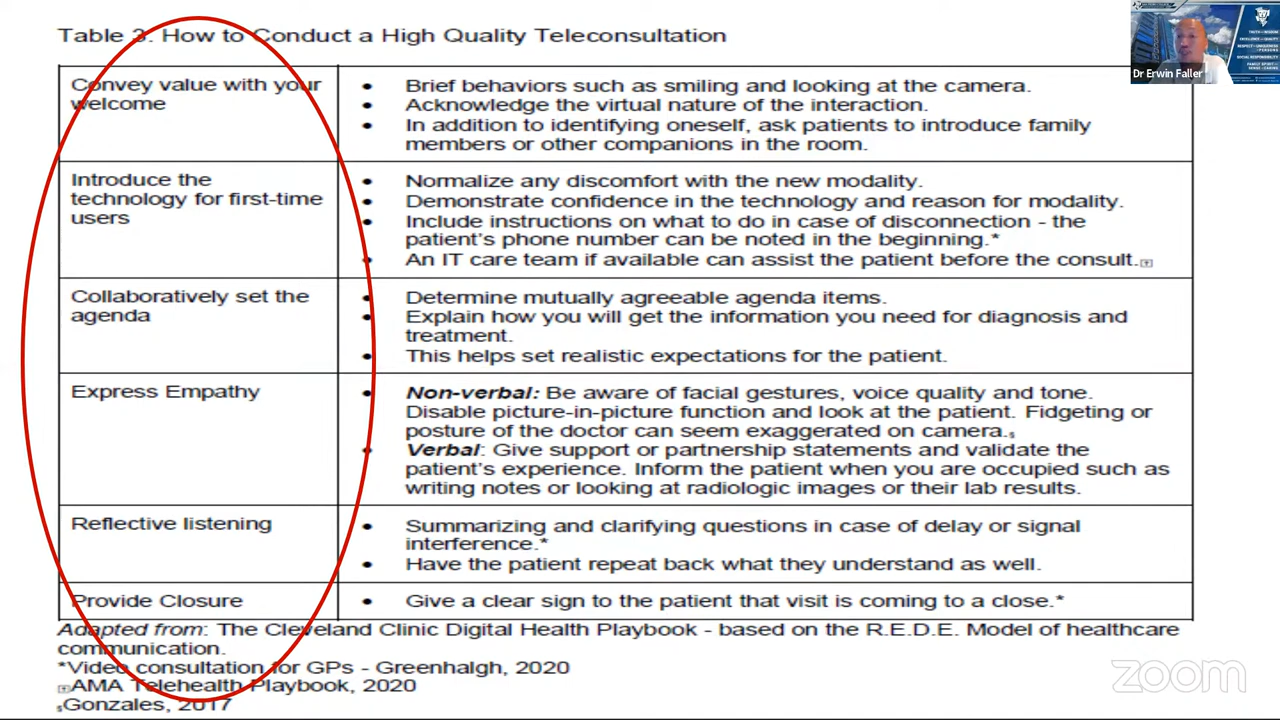 Table 3. How to Conduct a High Quality Teleconsultation
Dr Erwin Faller
Convey value with your
welcome
• Brief behaviors such as smiling and looking at the camera.
• Acknowledge the virtual nature of the interaction.
• In addition to identifying oneself, ask patients to introduce family
members or other companions in the room.
Introduce the
technology for first-time
users
• Normalize any discomfort with the new modality.
• Demonstrate confidence in the technology and reason for modality.
• Include instructions on what to do in case of disconnection - the
patient's phone number can be noted in the beginning.*
• An IT care team if available can assist the patient before the consult.
Collaboratively set the
agenda
• Determine mutually agreeable agenda items.
• Explain how you will get the information you need for diagnosis and
treatment.
• This helps set realistic expectations for the patient.
Express Empathy
• Non-verbal: Be aware of facial gestures, voice quality and tone.
Disable picture-in-picture function and look at the patient. Fidgeting or
posture of the doctor can seem exaggerated on camera.§
• Verbal: Give support or partnership statements and validate the
patient's experience. Inform the patient when you are occupied such as
writing notes or looking at radiologic images or their lab results.
Reflective listening
• Summarizing and clarifying questions in case of delay or signal
interference.*
• Have the patient repeat back what they understand as well.
Provide Closure
• Give a clear sign to the patient that visit is coming to a close.*
Adapted from: The Cleveland Clinic Digital Health Playbook - based on the R.E.D.E. Model of healthcare
communication.
*Video consultation for GPs - Greenhalgh, 2020
AMA Telehealth Playbook, 2020
§Gonzales, 2017
zoom